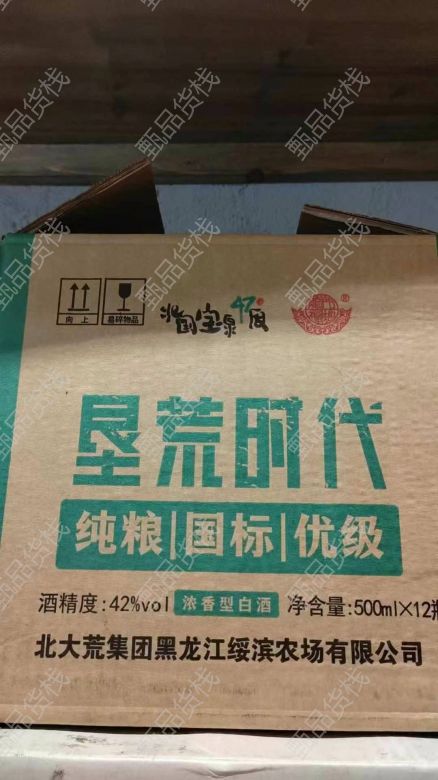 北国宝泉47度
®
向上
易碎物品
垦荒时代
纯粮|国标|优级
酒精度:42%vol 浓香型白酒 净含量:500ml×12瓶
北大荒集团黑龙江绥滨农场有限公司
甄品货栈